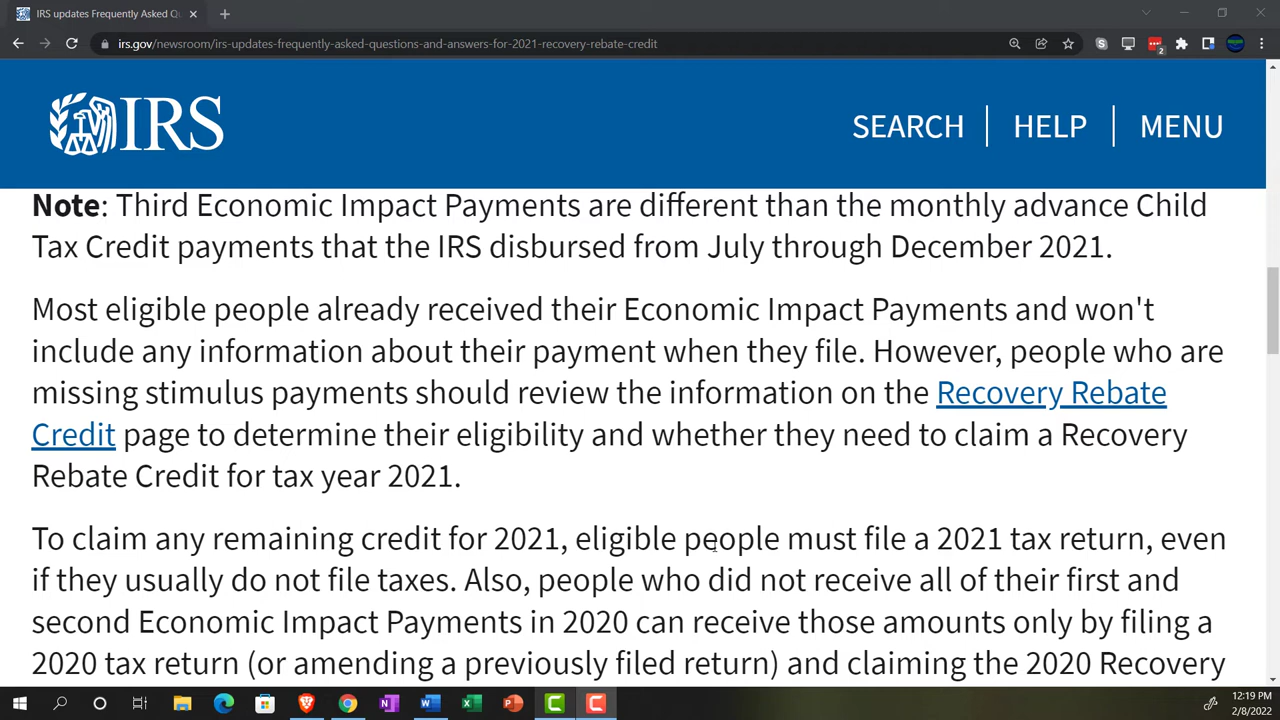 IRS updates Frequently Asked Qu
irs.gov/newsroom/irs-updates-frequently-asked-questions-and-answers-for-2021-recovery-rebate-credit
2
IRS
SEARCH
HELP
MENU
Note: Third Economic Impact Payments are different than the monthly advance Child
Tax Credit payments that the IRS disbursed from July through December 2021.
Most eligible people already received their Economic Impact Payments and won't
include any information about their payment when they file. However, people who are
missing stimulus payments should review the information on the Recovery Rebate
Credit page to determine their eligibility and whether they need to claim a Recovery
Rebate Credit for tax year 2021.
To claim any remaining credit for 2021, eligible people must file a 2021 tax return, even
if they usually do not file taxes. Also, people who did not receive all of their first and
second Economic Impact Payments in 2020 can receive those amounts only by filing a
2020 tax return (or amending a previously filed return) and claiming the 2020 Recovery
12:19 PM
2/8/2022